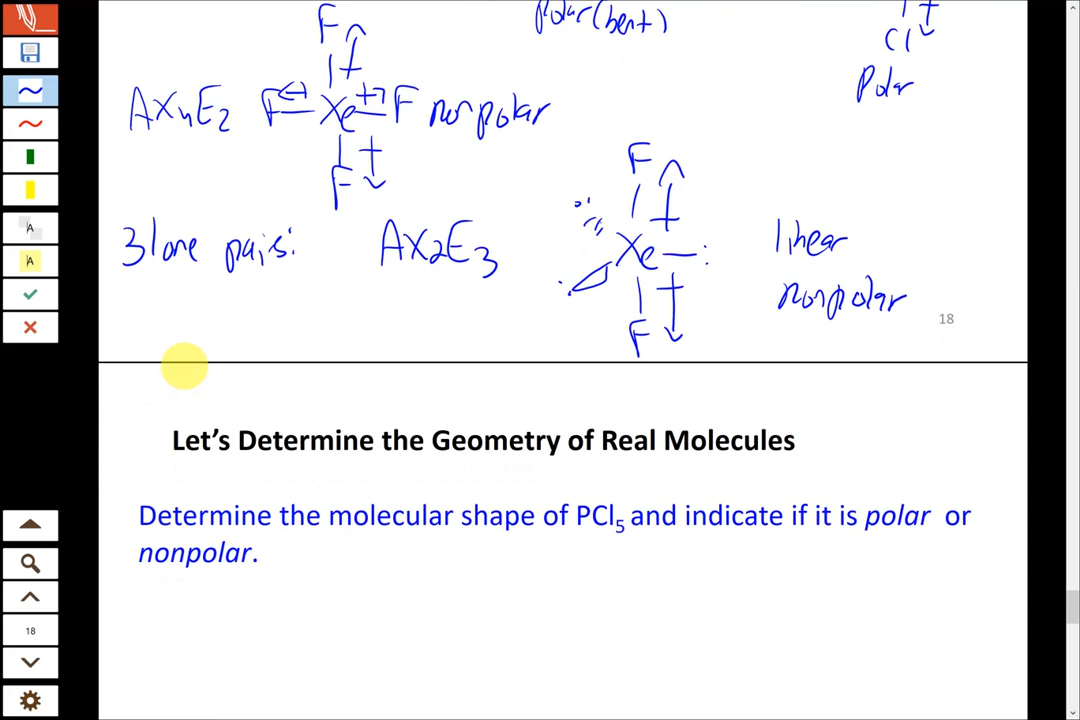 F
polar (bent)
Cl
Polar
AX4E2 F Xe F nonpolar
F
F
3 lone pairs: AX2E3 Xe : linear
nonpolar
F
18
Let's Determine the Geometry of Real Molecules
Determine the molecular shape of PCl5 and indicate if it is polar or
nonpolar.
A
A
18